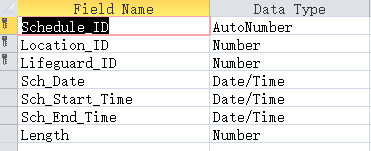 Field Name Data Type
Schedule_ID AutoNumber
Location_ID Number
Lifeguard_ID Number
Sch_Date Date/Time
Sch_Start_Time Date/Time
Sch_End_Time Date/Time
Length Number